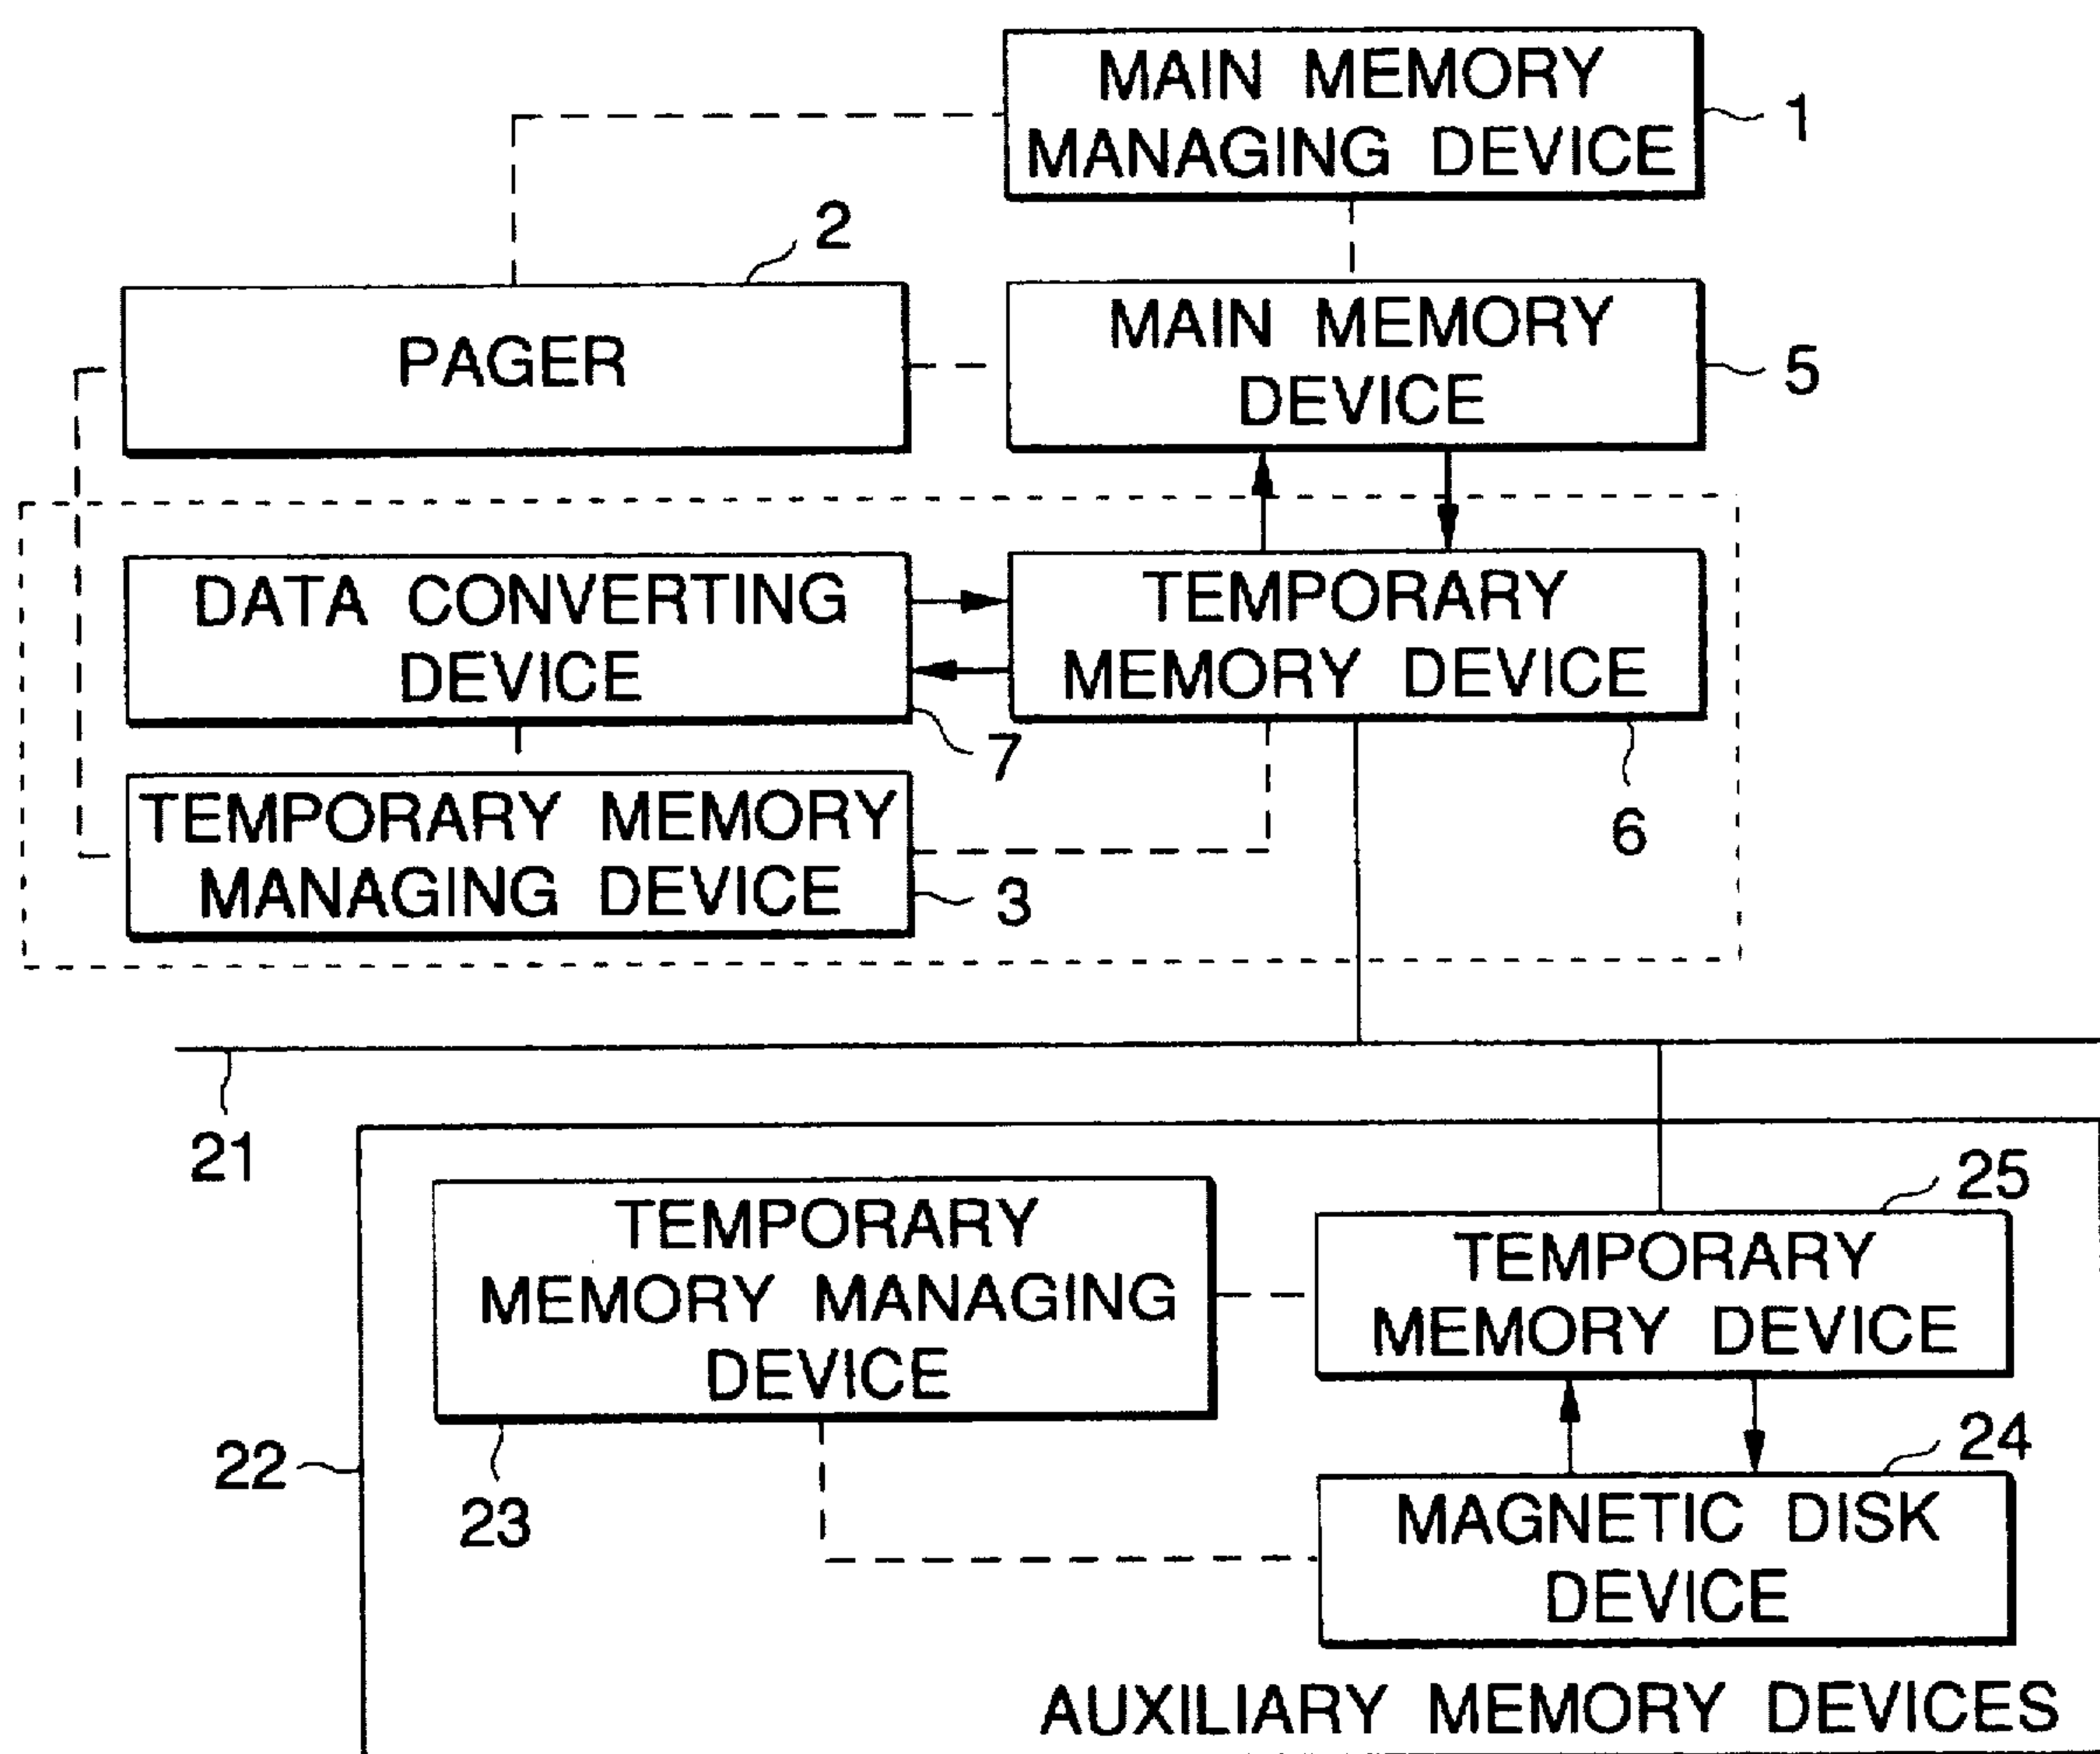 MAIN MEMORY
MANAGING DEVICE
1
2
PAGER
MAIN MEMORY
DEVICE
5
DATA CONVERTING
DEVICE
7
TEMPORARY
MEMORY DEVICE
6
TEMPORARY MEMORY
MANAGING DEVICE
3
21
22
TEMPORARY
MEMORY MANAGING
DEVICE
23
25
TEMPORARY
MEMORY DEVICE
24
MAGNETIC DISK
DEVICE
AUXILIARY MEMORY DEVICES